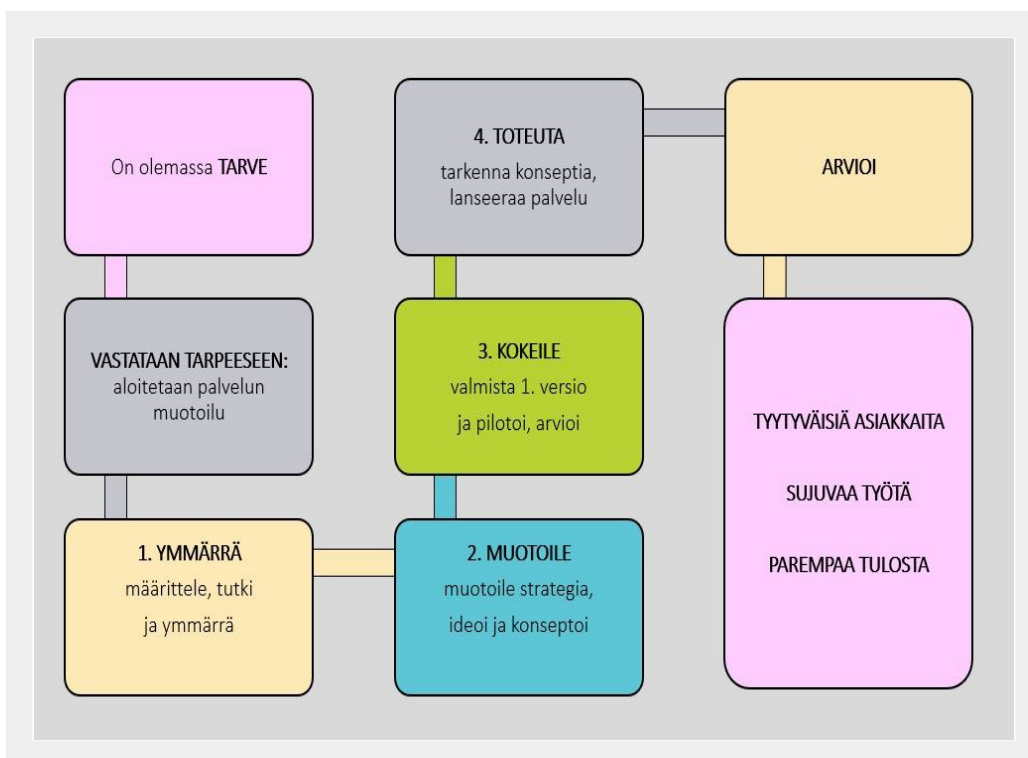 On olemassa TARVE
VASTATAAN TARPEESEEN:
aloitetaan palvelun
muotoilu
1. YMMÄRRÄ
määrittele, tutki
ja ymmärrä
2. MUOTOILE
muotoile strategia,
ideoi ja konseptoi
3. KOKEILE
valmista 1. versio
ja pilotoi, arvioi
4. TOTEUTA
tarkenna konseptia,
lanseeraa palvelu
ARVIOI
TYYTYVÄISIÄ ASIAKKAITA
SUJUVAA TYÖTÄ
PAREMPAA TULOSTA